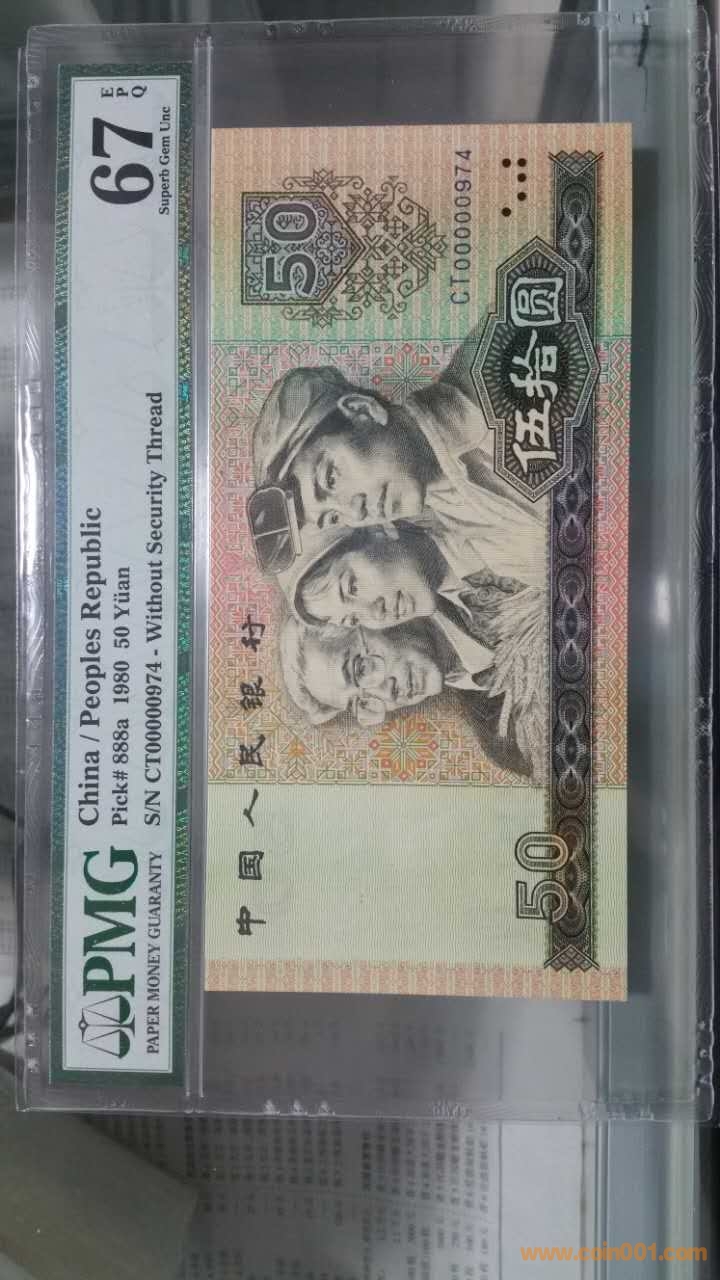 PMG
PAPER MONEY GUARANTY
China / Peoples Republic
Pick# 888a 1980 50 Yüan
S/N CT00000974 - Without Security Thread
67
EPQ
Superb Gem Unc
中国人民银行
50
CT00000974
伍拾圆
50
www.coin001.com